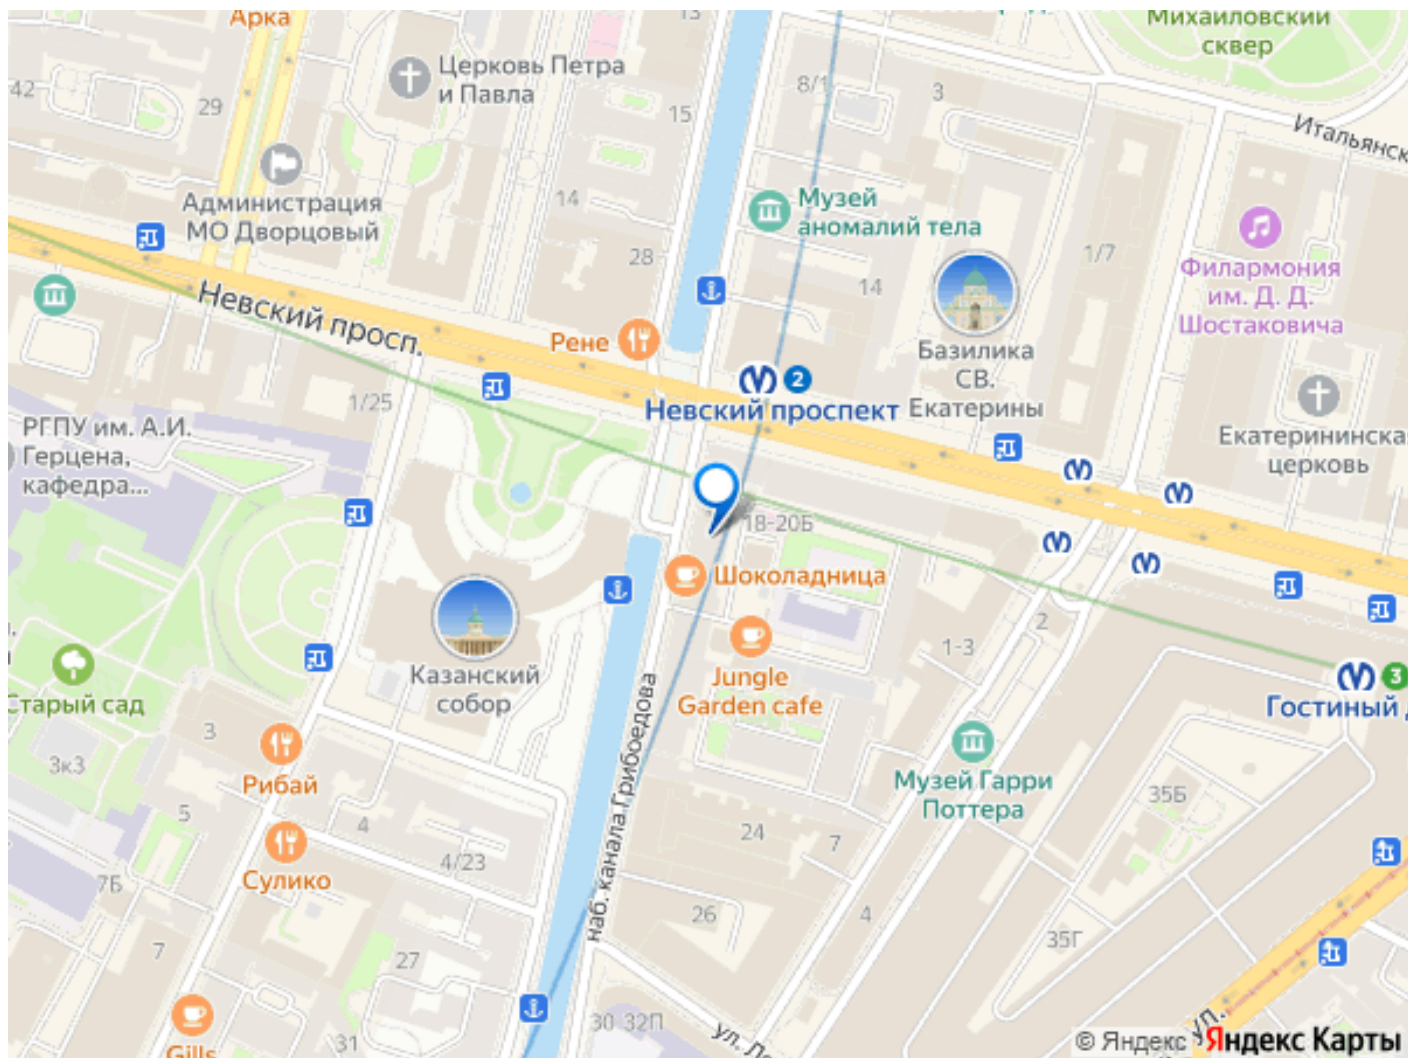 Арка
13
Михайловский
сквер
Церковь Петра
и Павла
42
29
15
8/1
3
Итальянск
Администрация
МО Дворцовый
14
Музей
аномалий тела
28
14
1/7
Филармония
им. Д. Д.
Шостаковича
Невский просп.
Рене
2
Невский проспект
Базилика
СВ.
Екатерины
1/25
РГПУ им. А.И.
Герцена,
кафедра...
Екатерининска
церковь
18-20Б
Шоколадница
2
1-3
Jungle
Garden cafe
Казанский
собор
3
Гостиный
Старый сад
3
3к3
Рибай
наб. канала Грибоедова
Музей Гарри
Поттера
35Б
5
4
24
7
4/23
Сулико
7Б
26
4
35Г
7
27
30-32П
31
ул.
ул.
Gills
© Яндекс Яндекс Карты